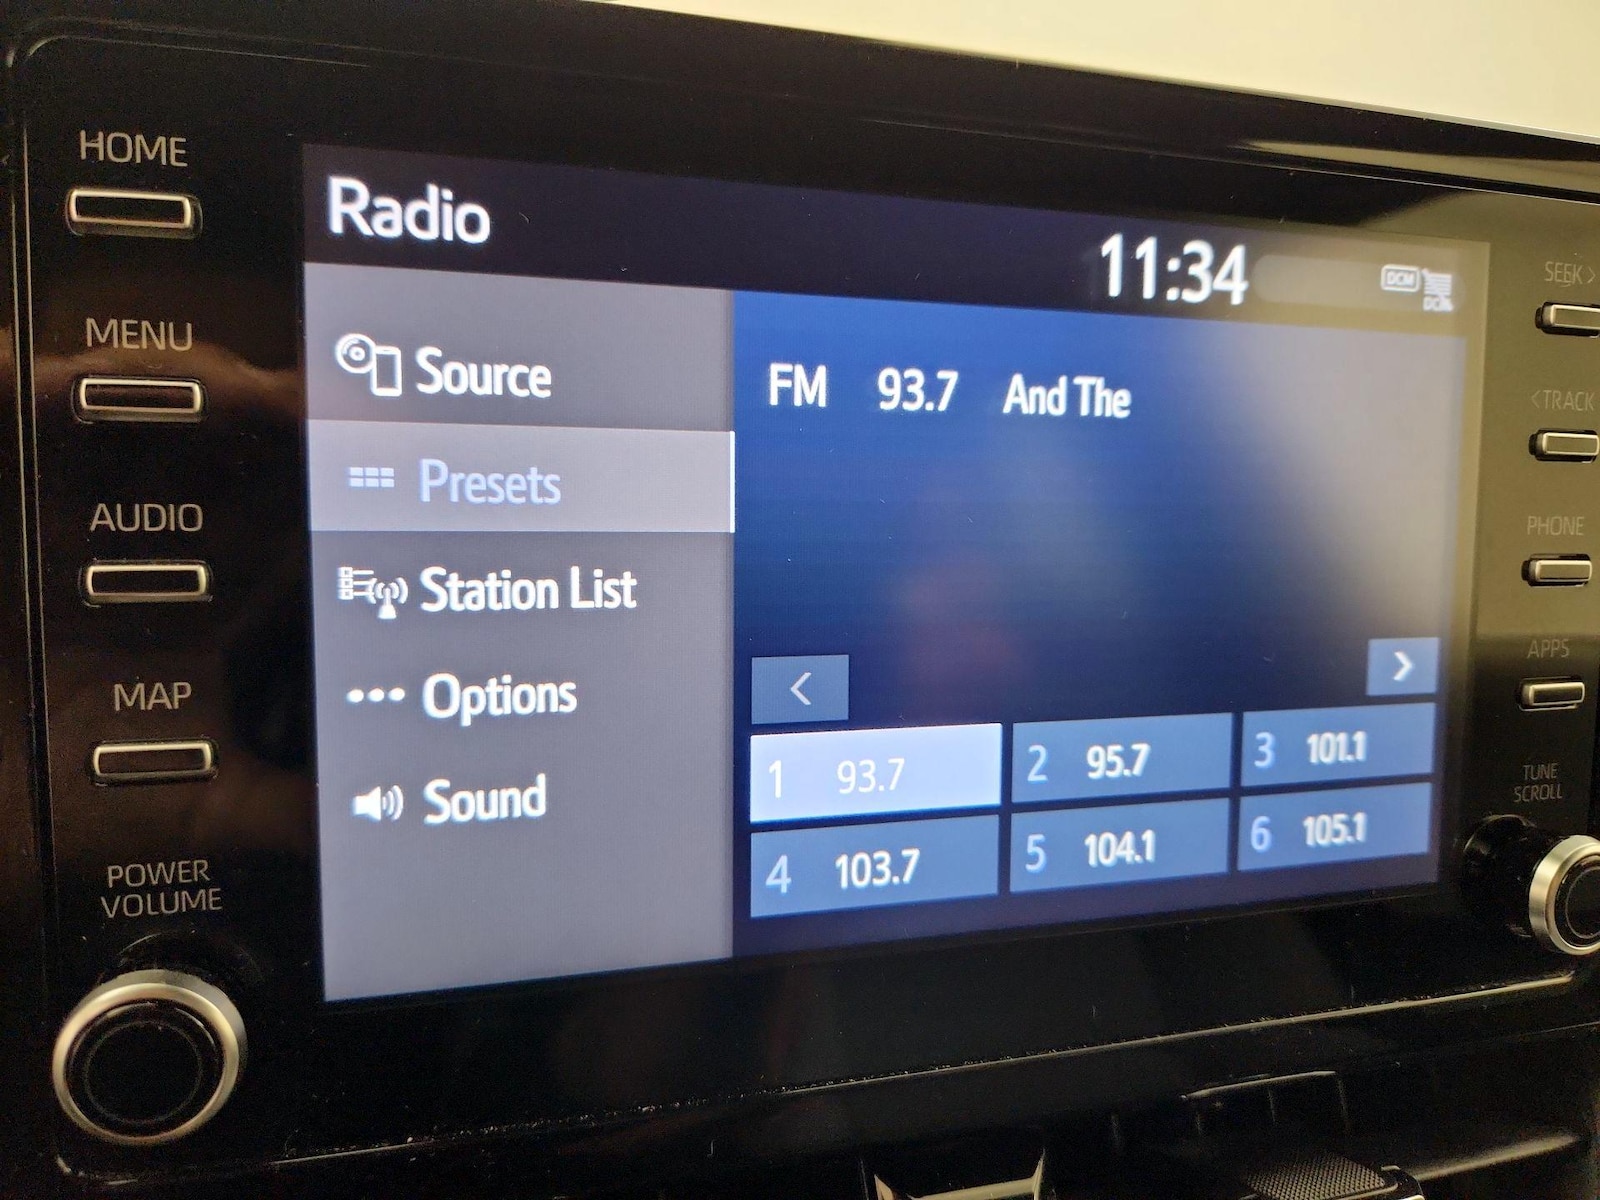 HOME
MENU
AUDIO
MAP
POWER
VOLUME
Radio
11:34
DCM
DCM
Source
Presets
Station List
Options
Sound
FM 93.7 And The
<
>
1 93.7
2 95.7
3 101.1
4 103.7
5 104.1
6 105.1
SEEK >
< TRACK
PHONE
APPS
TUNE
SCROLL